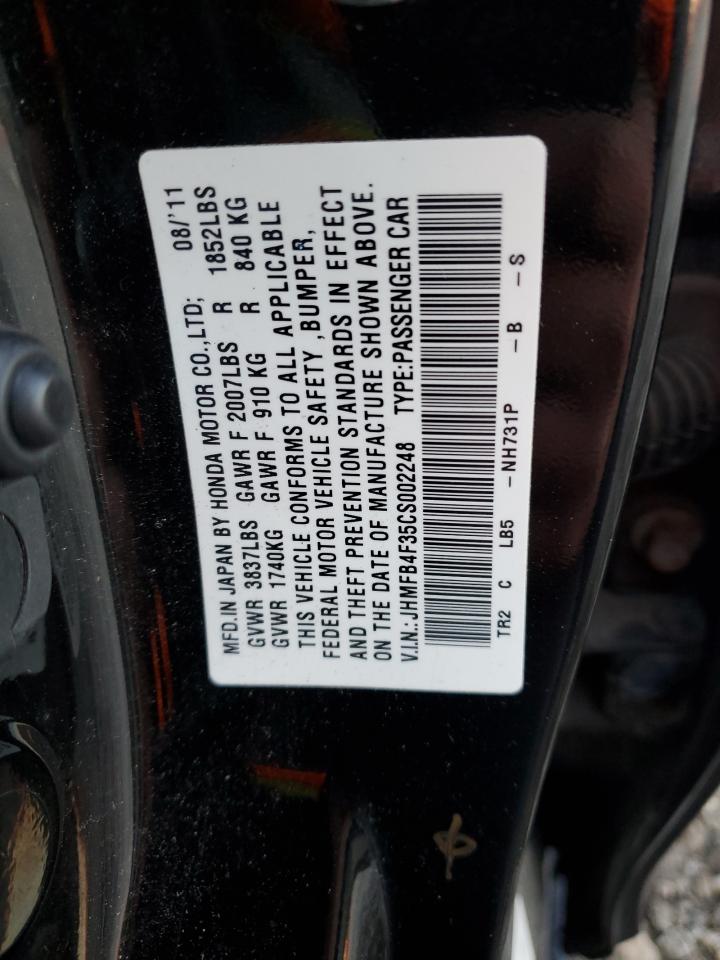 MFD.IN JAPAN BY HONDA MOTOR CO.,LTD; 08/'11
GVWR 3837LBS GAWR F 2007LBS R 1852LBS
GVWR 1740KG GAWR F 910 KG R 840 KG
THIS VEHICLE CONFORMS TO ALL APPLICABLE
FEDERAL MOTOR VEHICLE SAFETY ,BUMPER,
AND THEFT PREVENTION STANDARDS IN EFFECT
ON THE DATE OF MANUFACTURE SHOWN ABOVE.
V.I.N.:JHMFB4F35CS002248 TYPE:PASSENGER CAR
TR2 C LB5 -NH731P -B -S